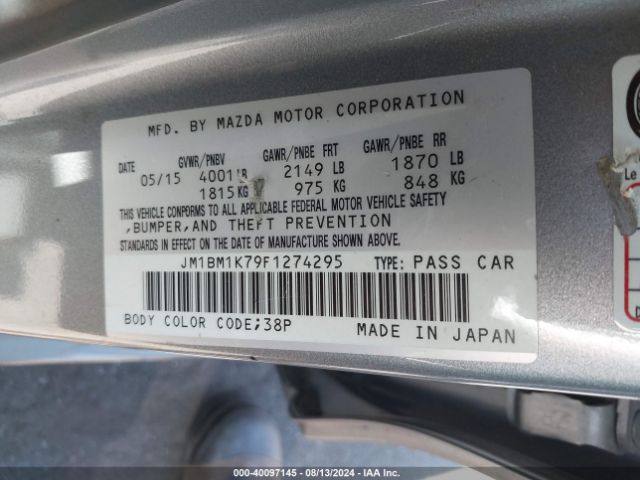 MFD. BY MAZDA MOTOR CORPORATION
DATE GVWR/PNBV GAWR/PNBE FRT GAWR/PNBE RR
05/15 4001LB 2149 LB 1870 LB
1815KG 975 KG 848 KG
THIS VEHICLE CONFORMS TO ALL APPLICABLE FEDERAL MOTOR VEHICLE SAFETY
,BUMPER,AND THEFT PREVENTION
STANDARDS IN EFFECT ON THE DATE OF MANUFACTURE SHOWN ABOVE.
JM1BM1K79F1274295 TYPE: PASS CAR
BODY COLOR CODE;38P MADE IN JAPAN
Le
000-40097145 - 08/13/2024 - IAA Inc.